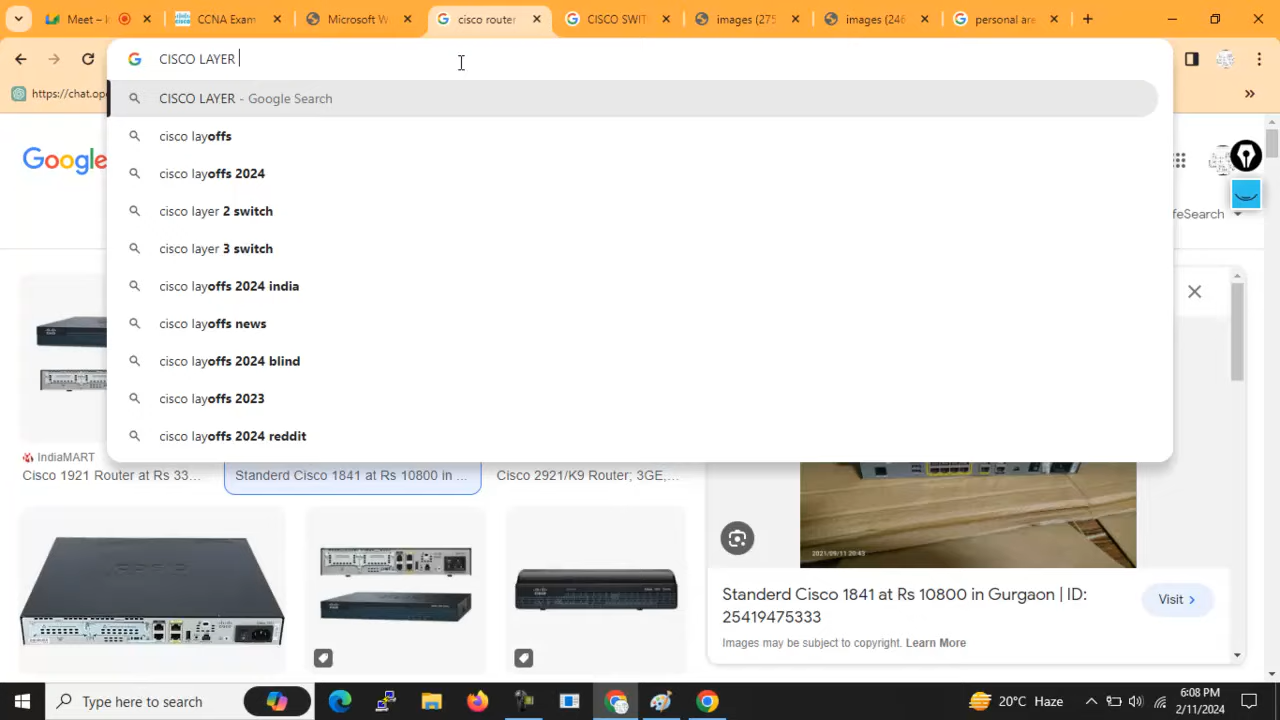 Meet – I
CCNA Exam
Microsoft W
cisco router
CISCO SWIT
images (275
images (246
personal are
CISCO LAYER
https://chat.op
CISCO LAYER - Google Search
cisco layoffs
cisco layoffs 2024
cisco layer 2 switch
cisco layer 3 switch
cisco layoffs 2024 india
cisco layoffs news
cisco layoffs 2024 blind
cisco layoffs 2023
cisco layoffs 2024 reddit
Google
feSearch
IndiaMART
Cisco 1921 Router at Rs 33...
Standerd Cisco 1841 at Rs 10800 in ...
Cisco 2921/K9 Router; 3GE,...
2021/09/11 20:43
Standerd Cisco 1841 at Rs 10800 in Gurgaon | ID:
25419475333
Visit
Images may be subject to copyright. Learn More
Type here to search
20°C Haze
6:08 PM
2/11/2024